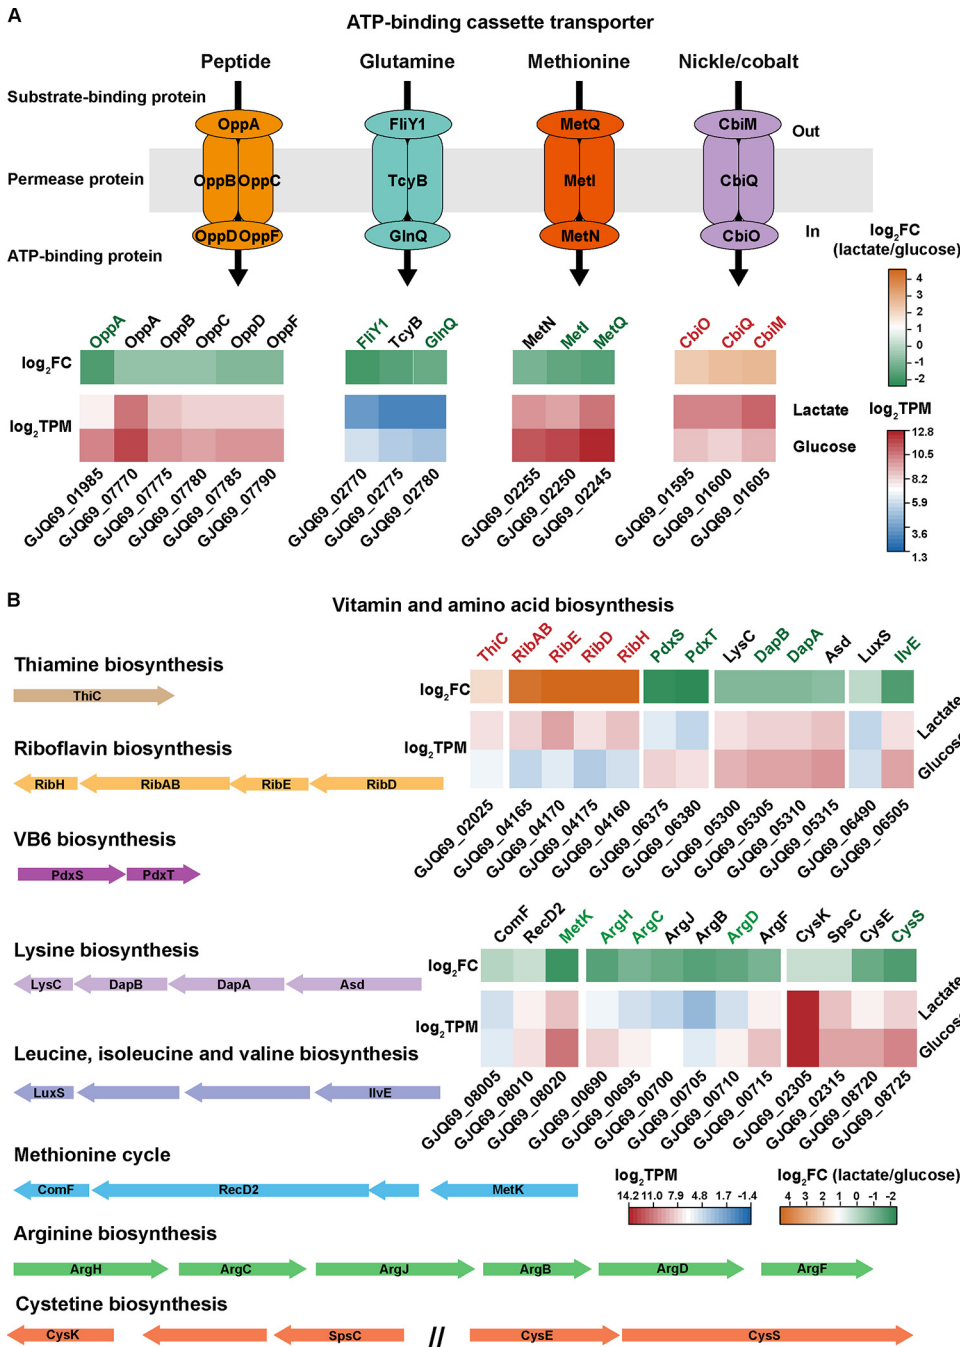 A
ATP-binding cassette transporter
Peptide Glutamine Methionine Nickle/cobalt
Substrate-binding protein
OppA FliY1 MetQ CbiM
Out
Permease protein
OppB OppC TcyB MetI CbiQ
OppD OppF GlnQ MetN CbiO
In
ATP-binding protein
log2FC
(lactate/glucose)
4
3
2
1
0
-1
-2
OppA OppA OppB OppC OppD OppF FliY1 TcyB GlnQ MetN MetI MetQ CbiO CbiQ CbiM
log2FC
log2TPM
Lactate
Glucose
log2TPM
12.8
10.5
8.2
5.9
3.6
1.3
GJQ69_01985 GJQ69_07770 GJQ69_07775 GJQ69_07780 GJQ69_07785 GJQ69_07790 GJQ69_02770 GJQ69_02775 GJQ69_02780 GJQ69_02255 GJQ69_02250 GJQ69_02245 GJQ69_01595 GJQ69_01600 GJQ69_01605
B
Vitamin and amino acid biosynthesis
ThiC RibAB RibE RibD RibH PdxS PdxT LysC DapB DapA Asd LuxS IlvE
log2FC
log2TPM
Lactate
Glucose
GJQ69_02025 GJQ69_04165 GJQ69_04170 GJQ69_04175 GJQ69_04160 GJQ69_06375 GJQ69_06380 GJQ69_05300 GJQ69_05305 GJQ69_05310 GJQ69_05315 GJQ69_06490 GJQ69_06505
Thiamine biosynthesis
ThiC
Riboflavin biosynthesis
RibH RibAB RibE RibD
VB6 biosynthesis
PdxS PdxT
Lysine biosynthesis
LysC DapB DapA Asd
Leucine, isoleucine and valine biosynthesis
LuxS IlvE
ComF RecD2 MetK ArgH ArgC ArgJ ArgB ArgD ArgF CysK SpsC CysE CysS
log2FC
log2TPM
Lactate
Glucose
GJQ69_08005 GJQ69_08010 GJQ69_08020 GJQ69_00690 GJQ69_00695 GJQ69_00700 GJQ69_00705 GJQ69_00710 GJQ69_00715 GJQ69_02305 GJQ69_02315 GJQ69_08720 GJQ69_08725
Methionine cycle
ComF RecD2 MetK
log2TPM
14.2 11.0 7.9 4.8 1.7 -1.4
log2FC (lactate/glucose)
4 3 2 1 0 -1 -2
Arginine biosynthesis
ArgH ArgC ArgJ ArgB ArgD ArgF
Cystetine biosynthesis
CysK SpsC // CysE CysS